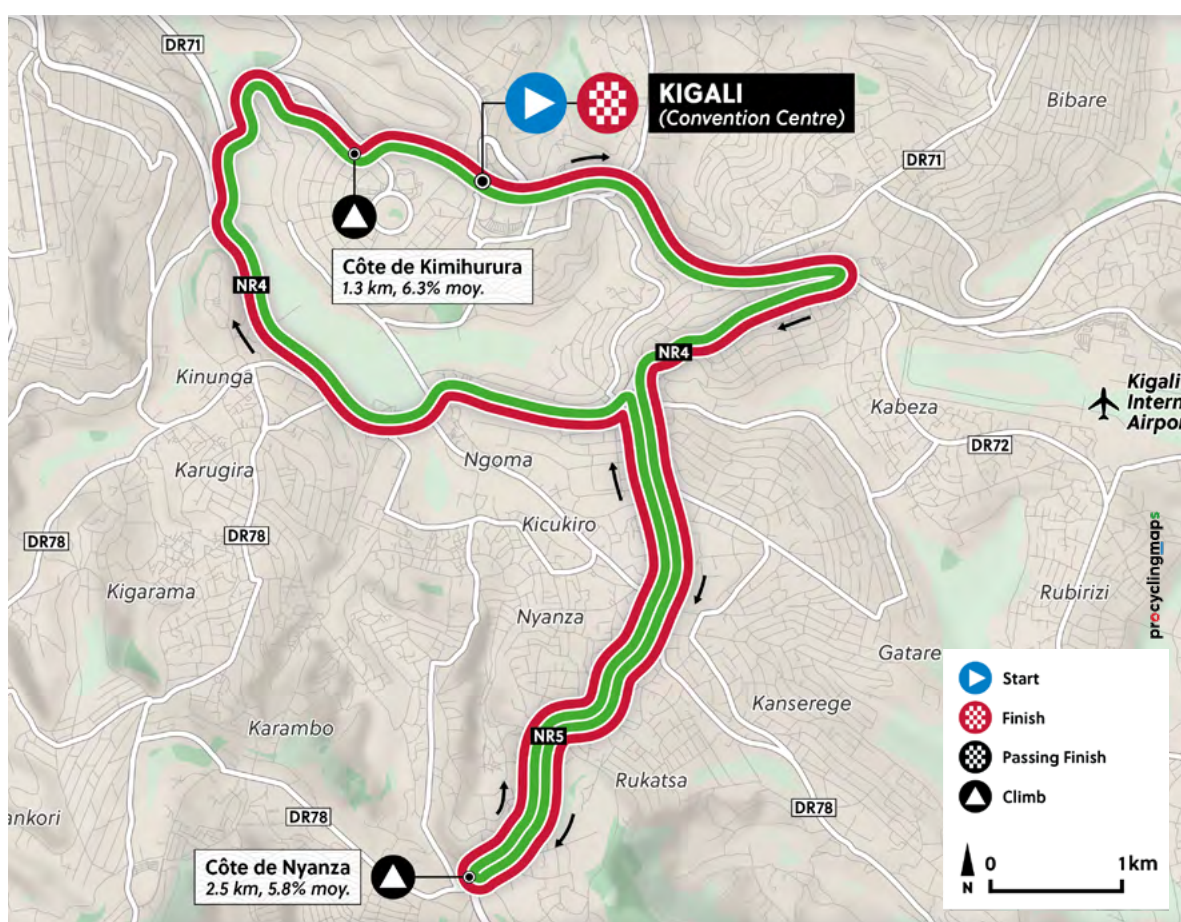 DR71
KIGALI
(Convention Centre)
Bibare
DR71
Côte de Kimihurura
1.3 km, 6.3% moy.
NR4
NR4
Kinunga
Kabeza
Kigali
Intern
Airpor
DR72
Ngoma
Karugira
Kicukiro
DR78
DR78
Kigarama
Nyanza
Rubirizi
procyclingmaps
Gatare
Kanserege
Karambo
NR5
Rukatsa
ankori
DR78
DR78
Côte de Nyanza
2.5 km, 5.8% moy.
Start
Finish
Passing Finish
Climb
N
0 1km